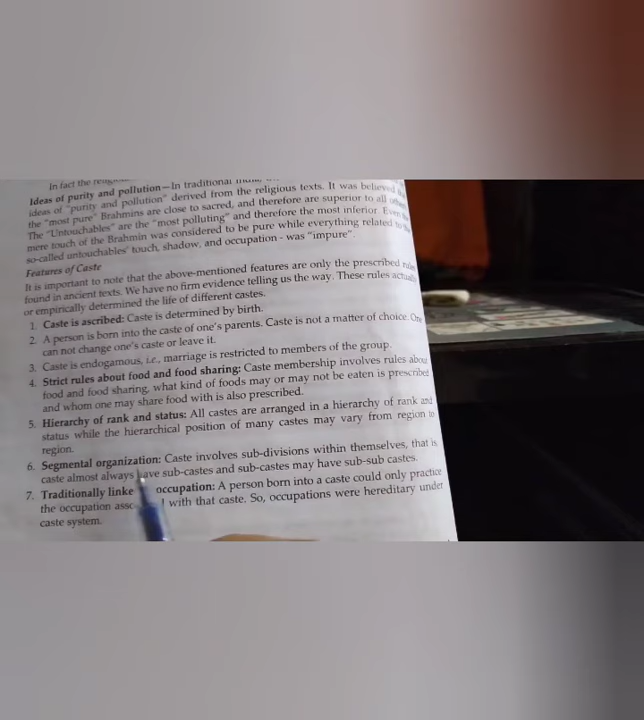 In fact the
Ideas of purity and pollution—In traditional
ideas of "purity and pollution" derived from the religious texts. It was believed
the "most pure" Brahmins are close to sacred, and therefore are superior to all
The "Untouchables" are the "most polluting" and therefore the most inferior. Even
mere touch of the Brahmin was considered to be pure while everything related to
so-called untouchables' touch, shadow, and occupation - was "impure".
Features of Caste
It is important to note that the above-mentioned features are only the prescribed rules
found in ancient texts. We have no firm evidence telling us the way. These rules actually
or empirically determined the life of different castes.
1. Caste is ascribed: Caste is determined by birth.
2. A person is born into the caste of one's parents. Caste is not a matter of choice. One
can not change one's caste or leave it.
3. Caste is endogamous, i.e., marriage is restricted to members of the group.
4. Strict rules about food and food sharing: Caste membership involves rules about
food and food sharing, what kind of foods may or may not be eaten is prescribed
and whom one may share food with is also prescribed.
5. Hierarchy of rank and status: All castes are arranged in a hierarchy of rank and
status while the hierarchical position of many castes may vary from region to
region.
6. Segmental organization: Caste involves sub-divisions within themselves, that is
caste almost always have sub-castes and sub-castes may have sub-sub castes.
7. Traditionally linke occupation: A person born into a caste could only practice
the occupation with that caste. So, occupations were hereditary under
caste system.